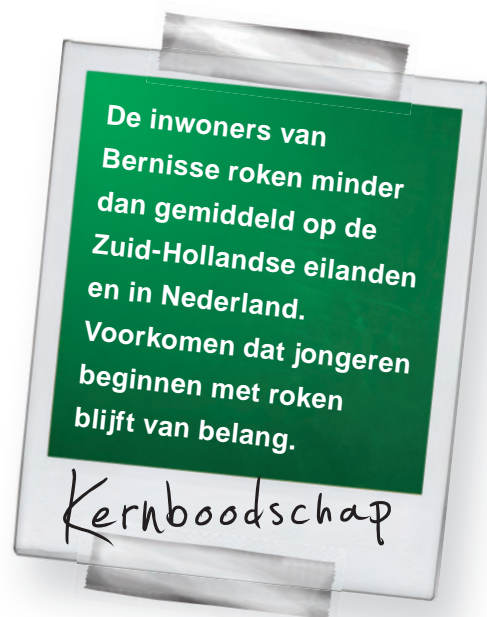 De inwoners van
Bernisse roken minder
dan gemiddeld op de
Zuid-Hollandse eilanden
en in Nederland.
Voorkomen dat jongeren
beginnen met roken
blijft van belang.
Kernboodschap